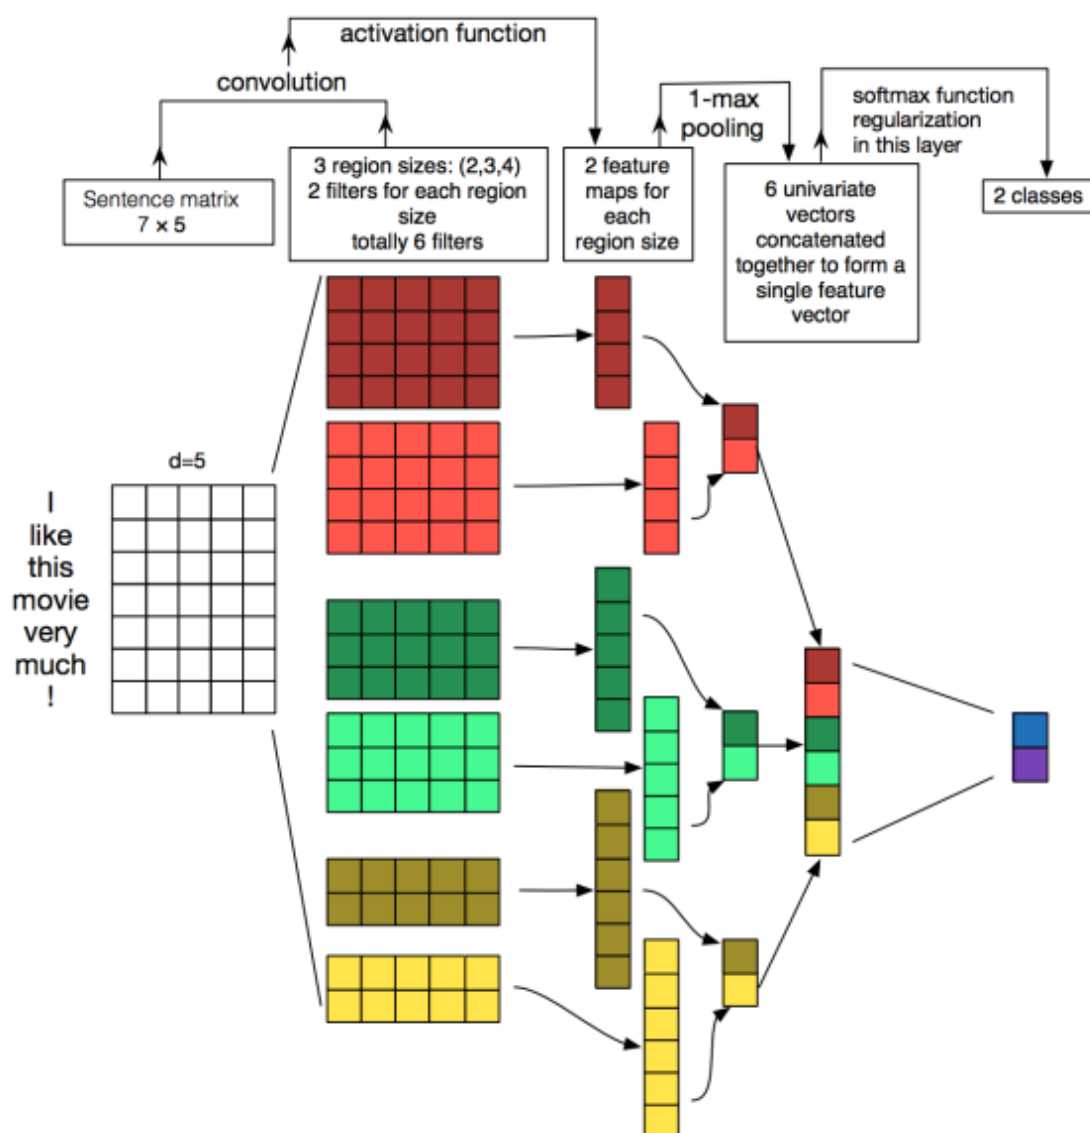 activation function
convolution
1-max
pooling
softmax function
regularization
in this layer
Sentence matrix
7 × 5
3 region sizes: (2,3,4)
2 filters for each region
size
totally 6 filters
2 feature
maps for
each
region size
6 univariate
vectors
concatenated
together to form a
single feature
vector
2 classes
d=5
I
like
this
movie
very
much
!